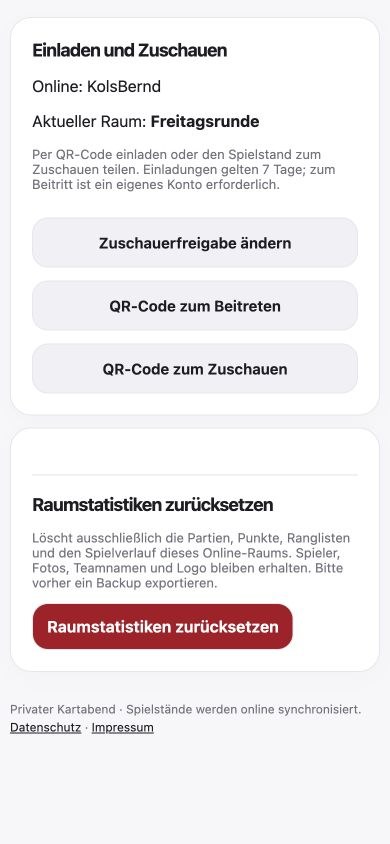 Einladen und Zuschauen
Online: KolsBernd
Aktueller Raum: Freitagsrunde
Per QR-Code einladen oder den Spielstand zum
Zuschauen teilen. Einladungen gelten 7 Tage; zum
Beitritt ist ein eigenes Konto erforderlich.
Zuschauerfreigabe ändern
QR-Code zum Beitreten
QR-Code zum Zuschauen
Raumstatistiken zurücksetzen
Löscht ausschließlich die Partien, Punkte, Ranglisten
und den Spielverlauf dieses Online-Raums. Spieler,
Fotos, Teamnamen und Logo bleiben erhalten. Bitte
vorher ein Backup exportieren.
Raumstatistiken zurücksetzen
Privater Kartabend · Spielstände werden online synchronisiert.
Datenschutz · Impressum